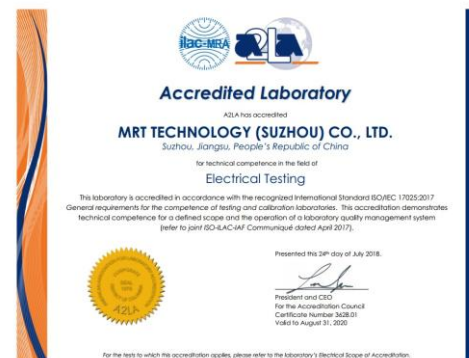 ilac-MRA
A2LA
Accredited Laboratory
A2LA has accredited
MRT TECHNOLOGY (SUZHOU) CO., LTD.
Suzhou, Jiangsu, People's Republic of China
for technical competence in the field of
Electrical Testing
This laboratory is accredited in accordance with the recognized International Standard ISO/IEC 17025:2017
General requirements for the competence of testing and calibration laboratories. This accreditation demonstrates
technical competence for a defined scope and the operation of a laboratory quality management system
(refer to joint ISO-ILAC-IAF Communiqué dated April 2017).
Presented this 24th day of July 2018.
SEAL
A2LA
President and CEO
For the Accreditation Council
Certificate Number 3628.01
Valid to August 31, 2020
For the tests to which this accreditation applies, please refer to the laboratory's Electrical Scope of Accreditation.